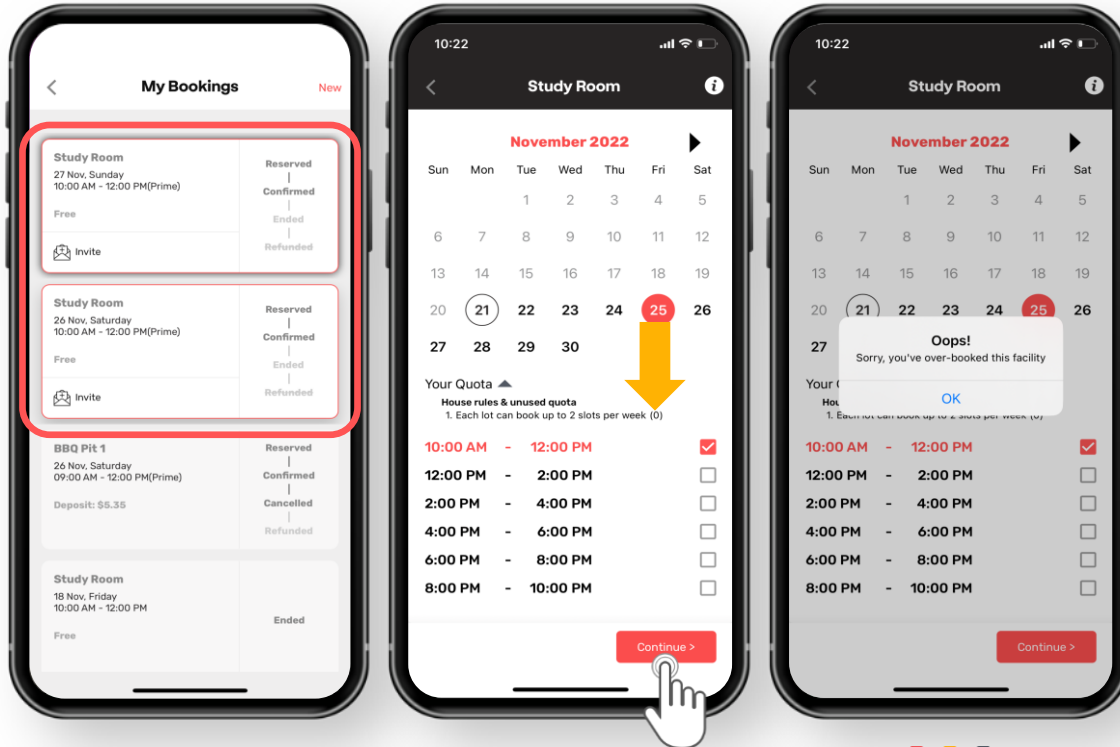 My Bookings
New
Study Room
27 Nov, Sunday
10:00 AM - 12:00 PM(Prime)
Free
Invite
Reserved
Confirmed
Ended
Refunded
Study Room
26 Nov, Saturday
10:00 AM - 12:00 PM(Prime)
Free
Invite
Reserved
Confirmed
Ended
Refunded
BBQ Pit 1
26 Nov, Saturday
09:00 AM - 12:00 PM(Prime)
Deposit: $5.35
Reserved
Confirmed
Cancelled
Refunded
Study Room
18 Nov, Friday
10:00 AM - 12:00 PM
Free
Ended
10:22
Study Room
November 2022
Sun Mon Tue Wed Thu Fri Sat
1 2 3 4 5
6 7 8 9 10 11 12
13 14 15 16 17 18 19
20 21 22 23 24 25 26
27 28 29 30
Your Quota
House rules & unused quota
1. Each lot can book up to 2 slots per week (0)
10:00 AM - 12:00 PM
12:00 PM - 2:00 PM
2:00 PM - 4:00 PM
4:00 PM - 6:00 PM
6:00 PM - 8:00 PM
8:00 PM - 10:00 PM
Continue >
10:22
Study Room
November 2022
Sun Mon Tue Wed Thu Fri Sat
1 2 3 4 5
6 7 8 9 10 11 12
13 14 15 16 17 18 19
20 21 22 23 24 25 26
27
Oops!
Sorry, you've over-booked this facility
OK
Your
Hou
1. Each lot can book up to 2 slots per week (0)
10:00 AM - 12:00 PM
12:00 PM - 2:00 PM
2:00 PM - 4:00 PM
4:00 PM - 6:00 PM
6:00 PM - 8:00 PM
8:00 PM - 10:00 PM
Continue >